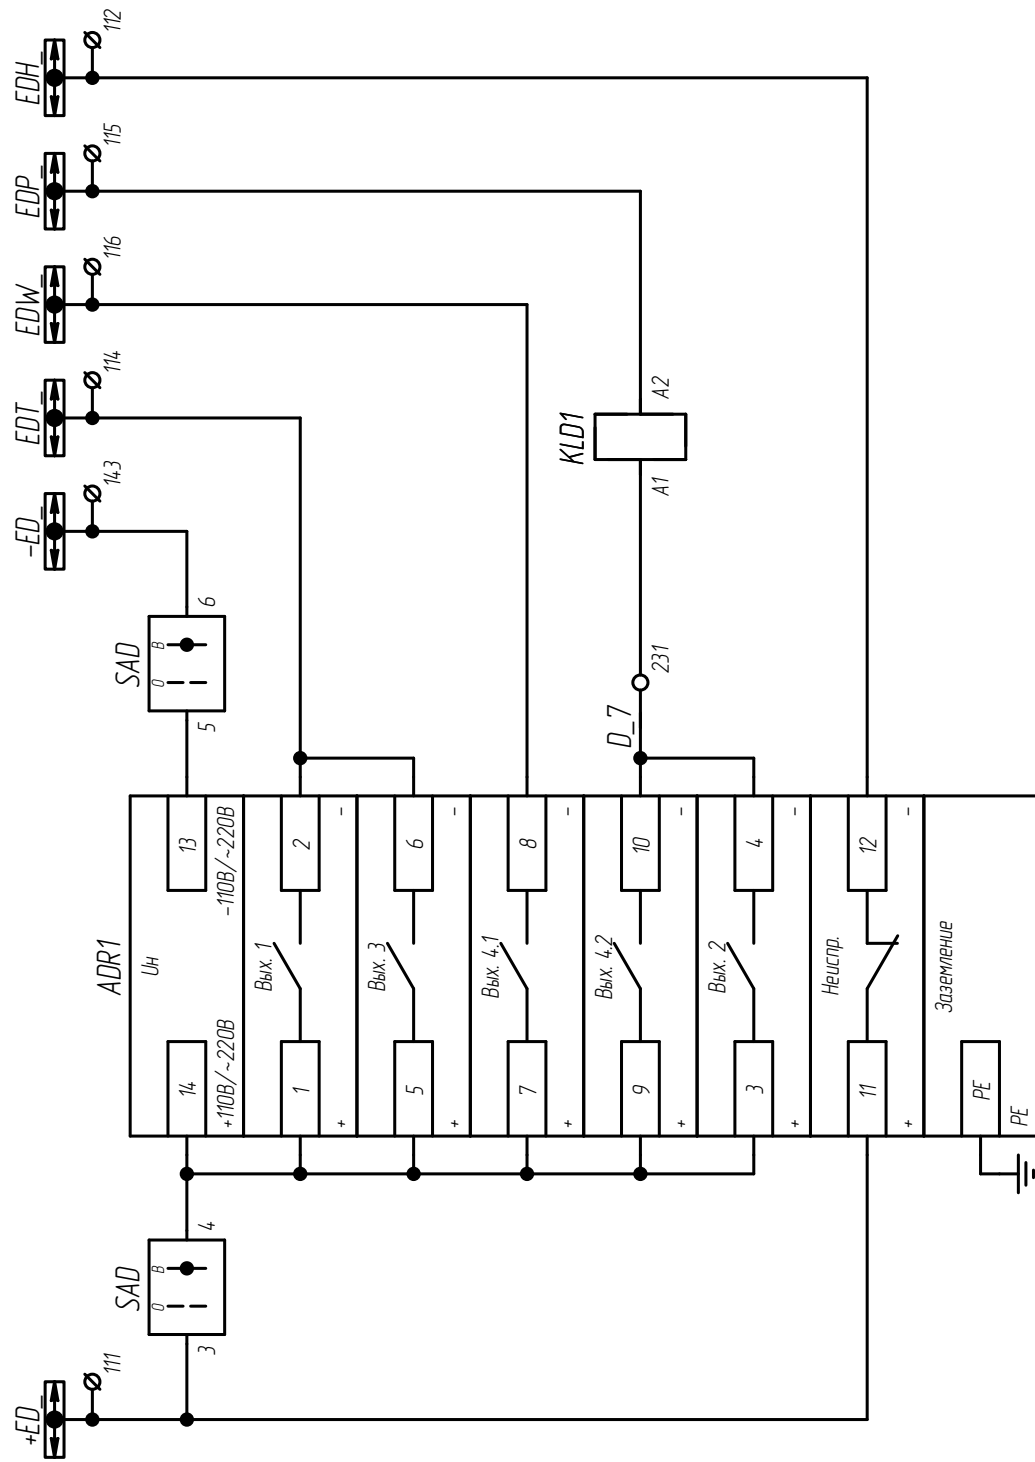 +ED_
111
3
SAD
О В
4
ADR1
14
+110В/~220В
Uн
13
-110В/~220В
5
SAD
О В
6
-ED_
143
1
+
Вых. 1
2
-
EDT_
114
5
+
Вых. 3
6
-
7
+
Вых. 4.1
8
-
EDW_
116
9
+
Вых. 4.2
10
-
D_7
231
A1
KLD1
A2
EDP_
115
3
+
Вых. 2
4
-
11
+
Неиспр.
12
-
EDH_
112
PE
PE
Заземление